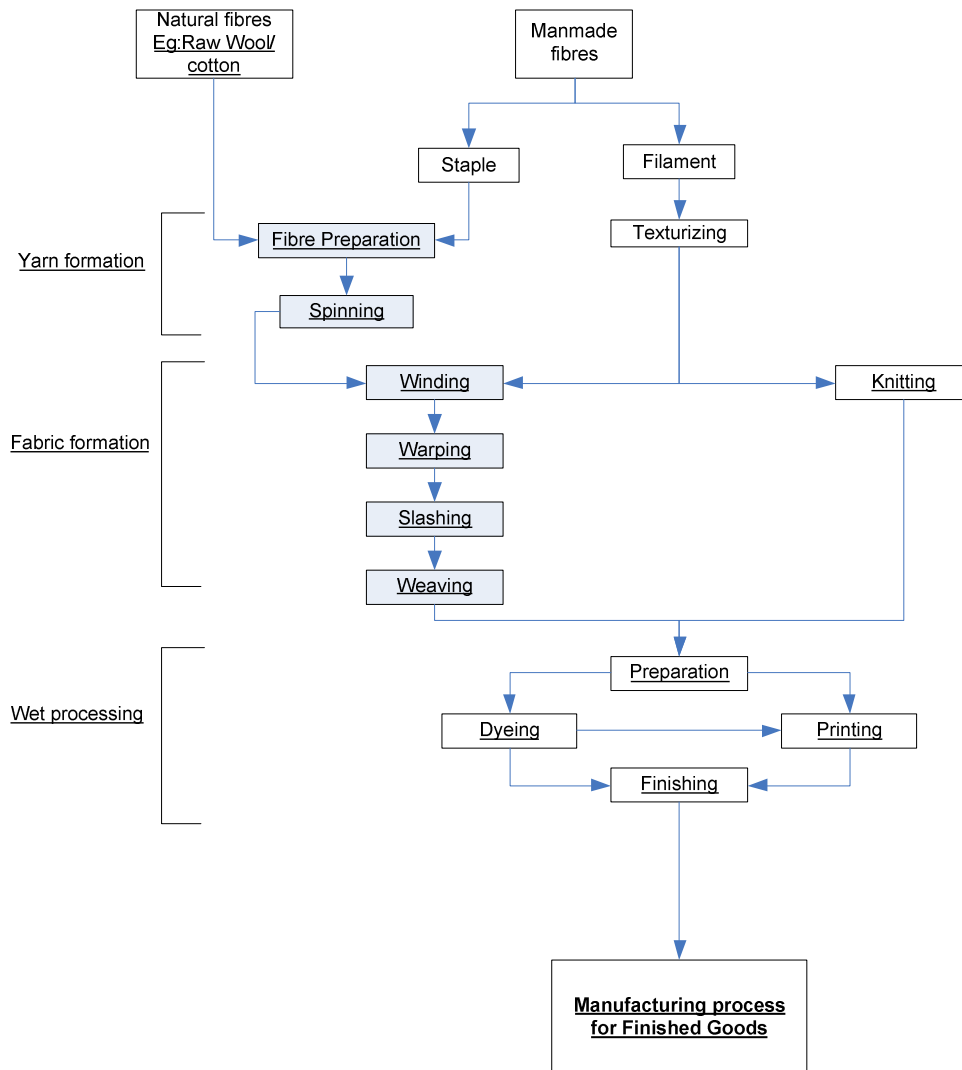 Natural fibres
Eg:Raw Wool/
cotton
Manmade
fibres
Staple
Filament
Fibre Preparation
Texturizing
Yarn formation
Spinning
Winding
Knitting
Fabric formation
Warping
Slashing
Weaving
Preparation
Wet processing
Dyeing
Printing
Finishing
Manufacturing process
for Finished Goods